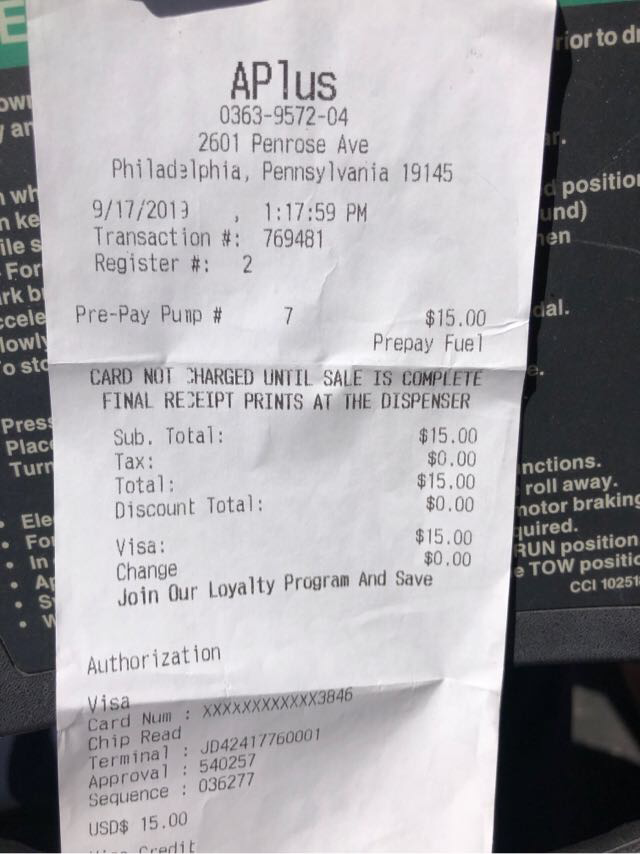 APlus
0363-9572-04
2601 Penrose Ave
Philadelphia, Pennsylvania 19145
9/17/2019 , 1:17:59 PM
Transaction #: 769481
Register #: 2
Pre-Pay Pump # 7 $15.00
Prepay Fuel
CARD NOT CHARGED UNTIL SALE IS COMPLETE
FINAL RECEIPT PRINTS AT THE DISPENSER
Sub. Total: $15.00
Tax: $0.00
Total: $15.00
Discount Total: $0.00
Visa: $15.00
Change $0.00
Join Our Loyalty Program And Save
Authorization
Visa
Card Num : XXXXXXXXXXXX3846
Chip Read
Terminal : JD42417760001
Approval : 540257
Sequence : 036277
USD$ 15.00
Credit
rior to
position
und)
nctions.
roll away.
motor braking
quired.
RUN position
TOW
CCI 10251
Press
Place
Turn
For